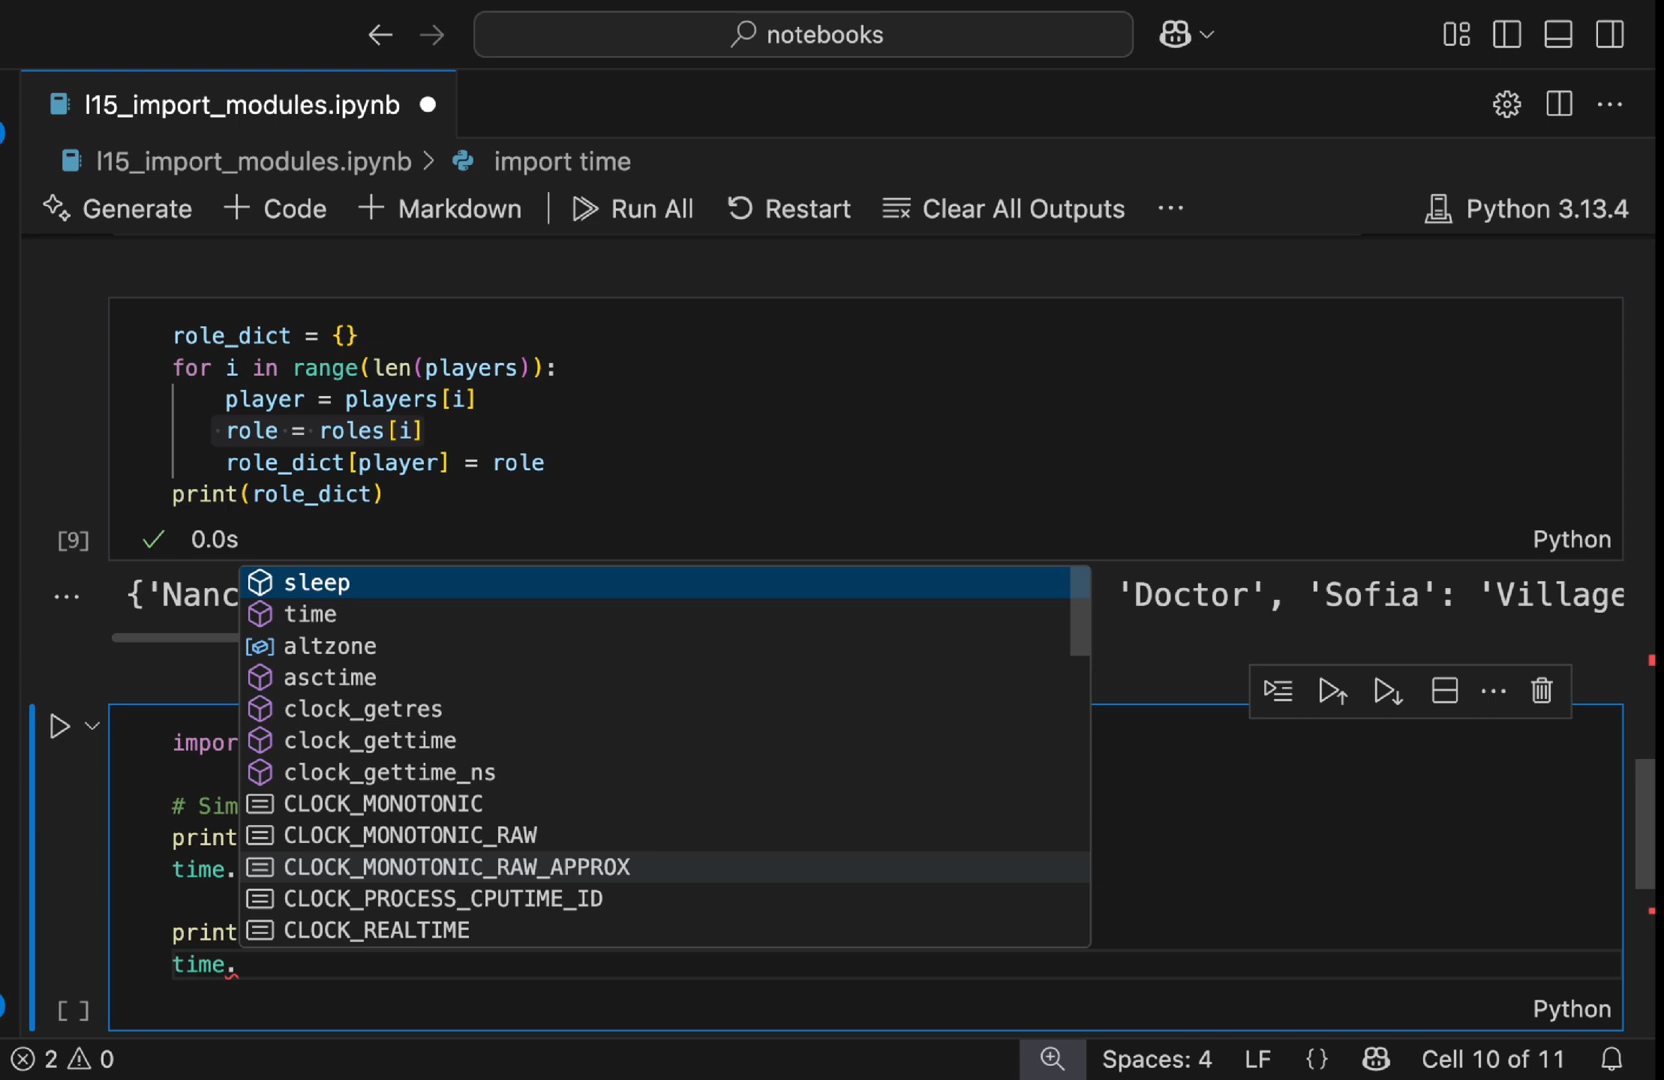 notebooks
l15_import_modules.ipynb
l15_import_modules.ipynb > import time
Generate + Code + Markdown | Run All Restart Clear All Outputs ··· Python 3.13.4
role_dict = {}
for i in range(len(players)):
player = players[i]
role = roles[i]
role_dict[player] = role
print(role_dict)
[9] 0.0s Python
··· {'Nanc 'Doctor', 'Sofia': 'Village
sleep
time
altzone
asctime
clock_getres
clock_gettime
clock_gettime_ns
CLOCK_MONOTONIC
CLOCK_MONOTONIC_RAW
CLOCK_MONOTONIC_RAW_APPROX
CLOCK_PROCESS_CPUTIME_ID
CLOCK_REALTIME
impor
# Sim
print
time.
print
time.
[ ] Python
2 0 Spaces: 4 LF {} Cell 10 of 11